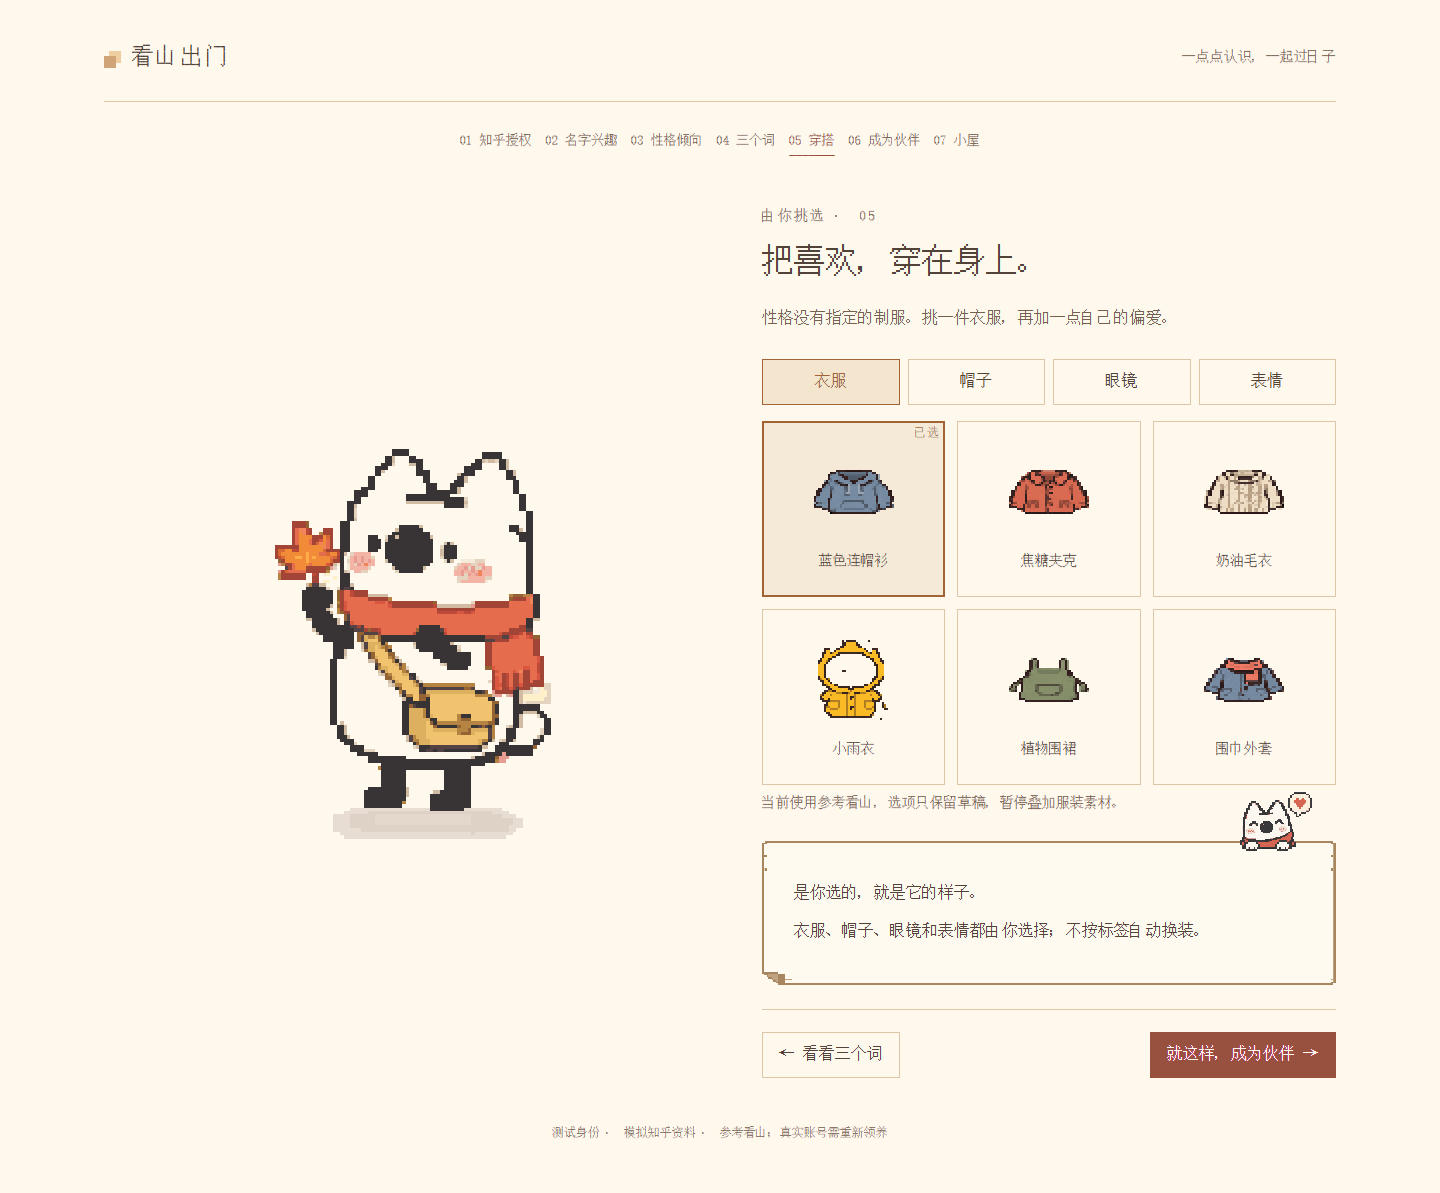 看山出门
一点点认识，一起过日子
01 知乎授权 02 名字兴趣 03 性格倾向 04 三个词 05 穿搭 06 成为伙伴 07 小屋
由你挑选 · 05
把喜欢，穿在身上。
性格没有指定的制服。挑一件衣服，再加一点自己的偏爱。
衣服 帽子 眼镜 表情
已选
蓝色连帽衫 焦糖夹克 奶油毛衣
小雨衣 植物围裙 围巾外套
当前使用参考看山，选项只保留草稿，暂停叠加服装素材。
是你选的，就是它的样子。
衣服、帽子、眼镜和表情都由你选择；不按标签自动换装。
← 看看三个词 就这样，成为伙伴 →
测试身份 · 模拟知乎资料 · 参考看山；真实账号需重新领养